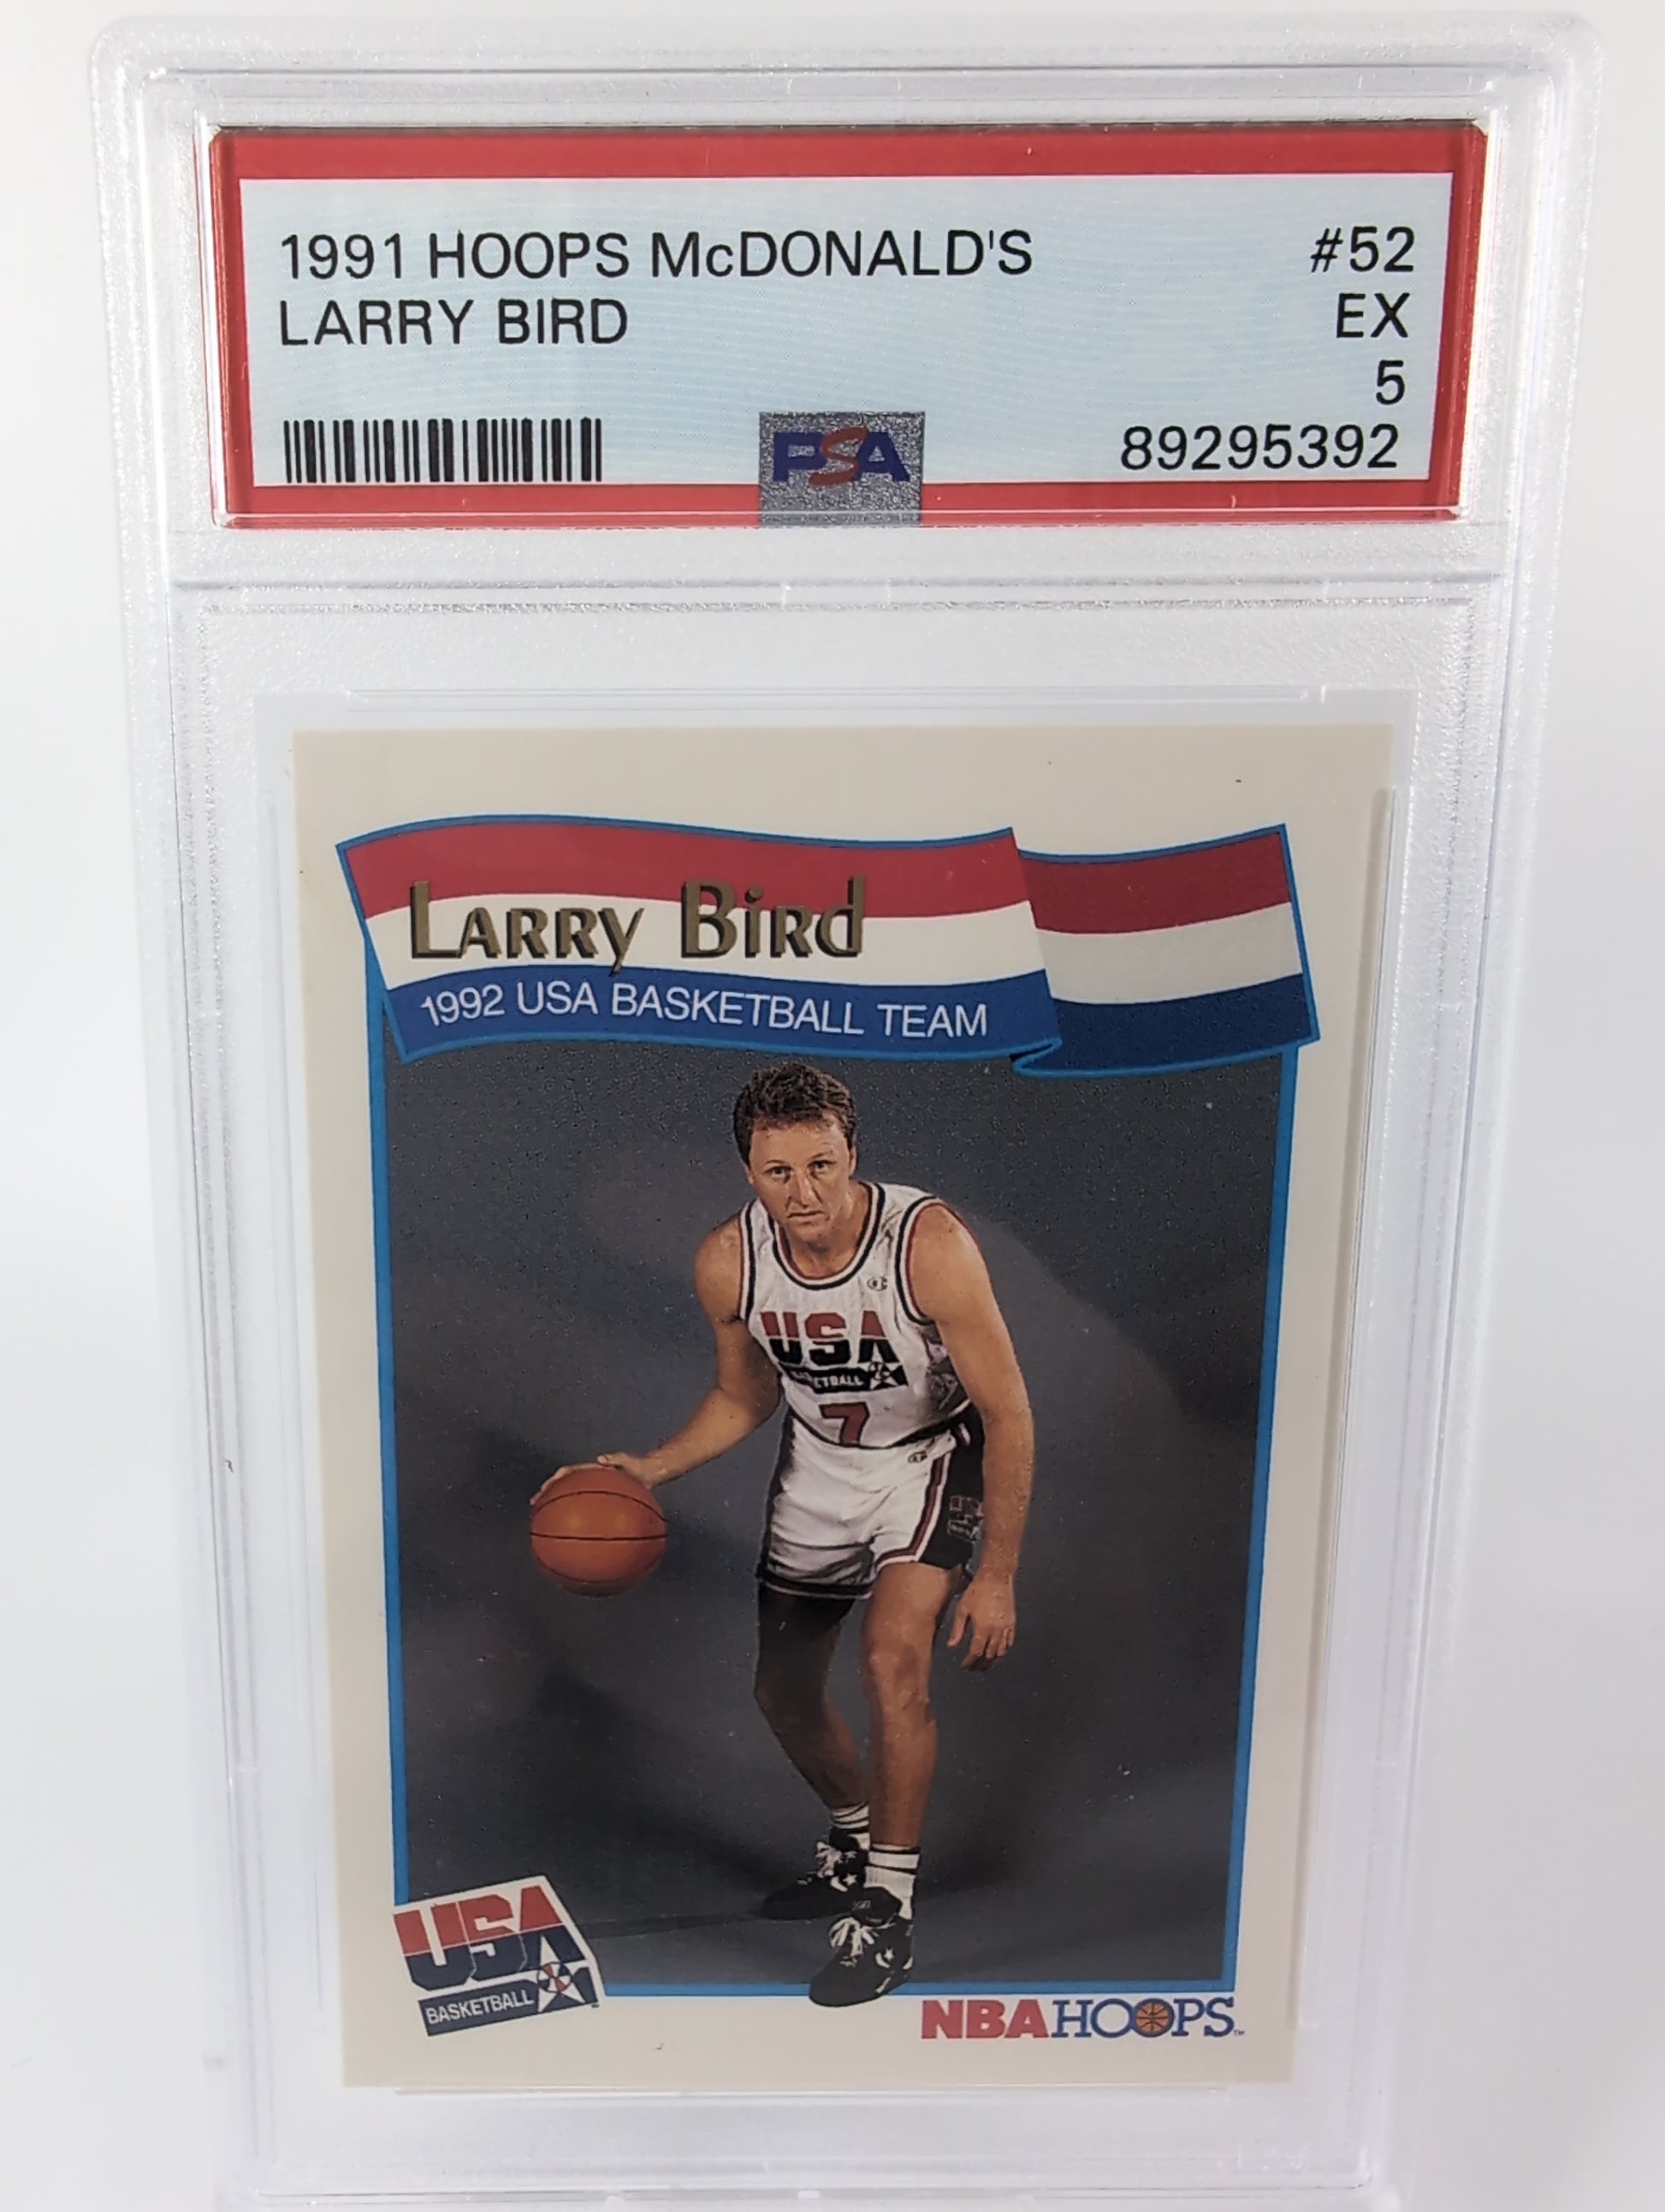 1991 HOOPS McDONALD'S #52
LARRY BIRD EX
5
PSA 89295392
LARRY BiRd
1992 USA BASKETBALL TEAM
USA
7
USA
BASKETBALL
NBA HOOPS™